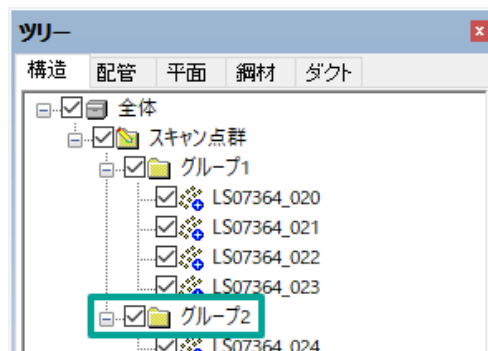 ツリー
構造 配管 平面 鋼材 ダクト
全体
スキャン点群
グループ1
LS07364_020
LS07364_021
LS07364_022
LS07364_023
グループ2
LS07364_024